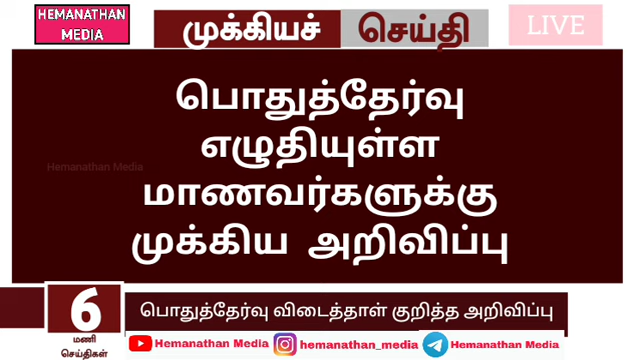 HEMANATHAN
MEDIA
முக்கியச் செய்தி
LIVE
பொதுத்தேர்வு
எழுதியுள்ள
Hemanathan Media
மாணவர்களுக்கு
முக்கிய அறிவிப்பு
6
மணி
செய்திகள்
பொதுத்தேர்வு விடைத்தாள் குறித்த அறிவிப்பு
Hemanathan Media hemanathan_media Hemanathan Media